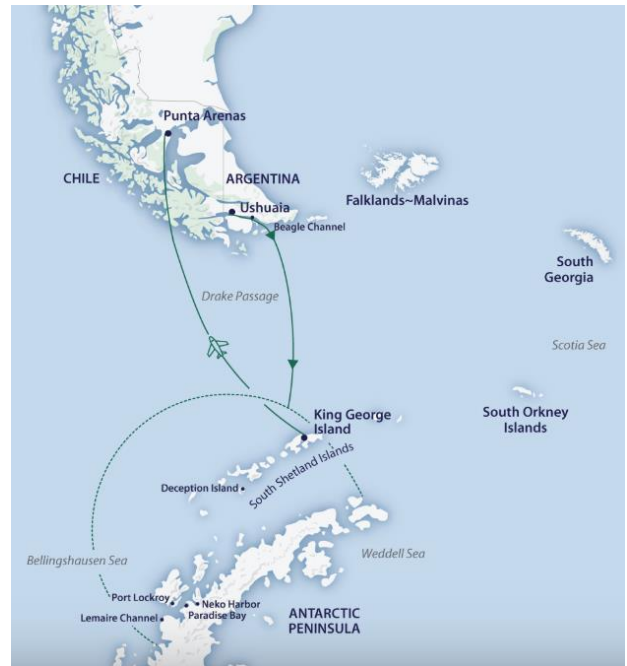 Punta Arenas
CHILE
ARGENTINA
Ushuaia
Beagle Channel
Falklands~Malvinas
South
Georgia
Drake Passage
Scotia Sea
King George
Island
South Orkney
Islands
South Shetland Islands
Deception Island
Bellingshausen Sea
Weddell Sea
Port Lockroy
Neko Harbor
Paradise Bay
Lemaire Channel
ANTARCTIC
PENINSULA